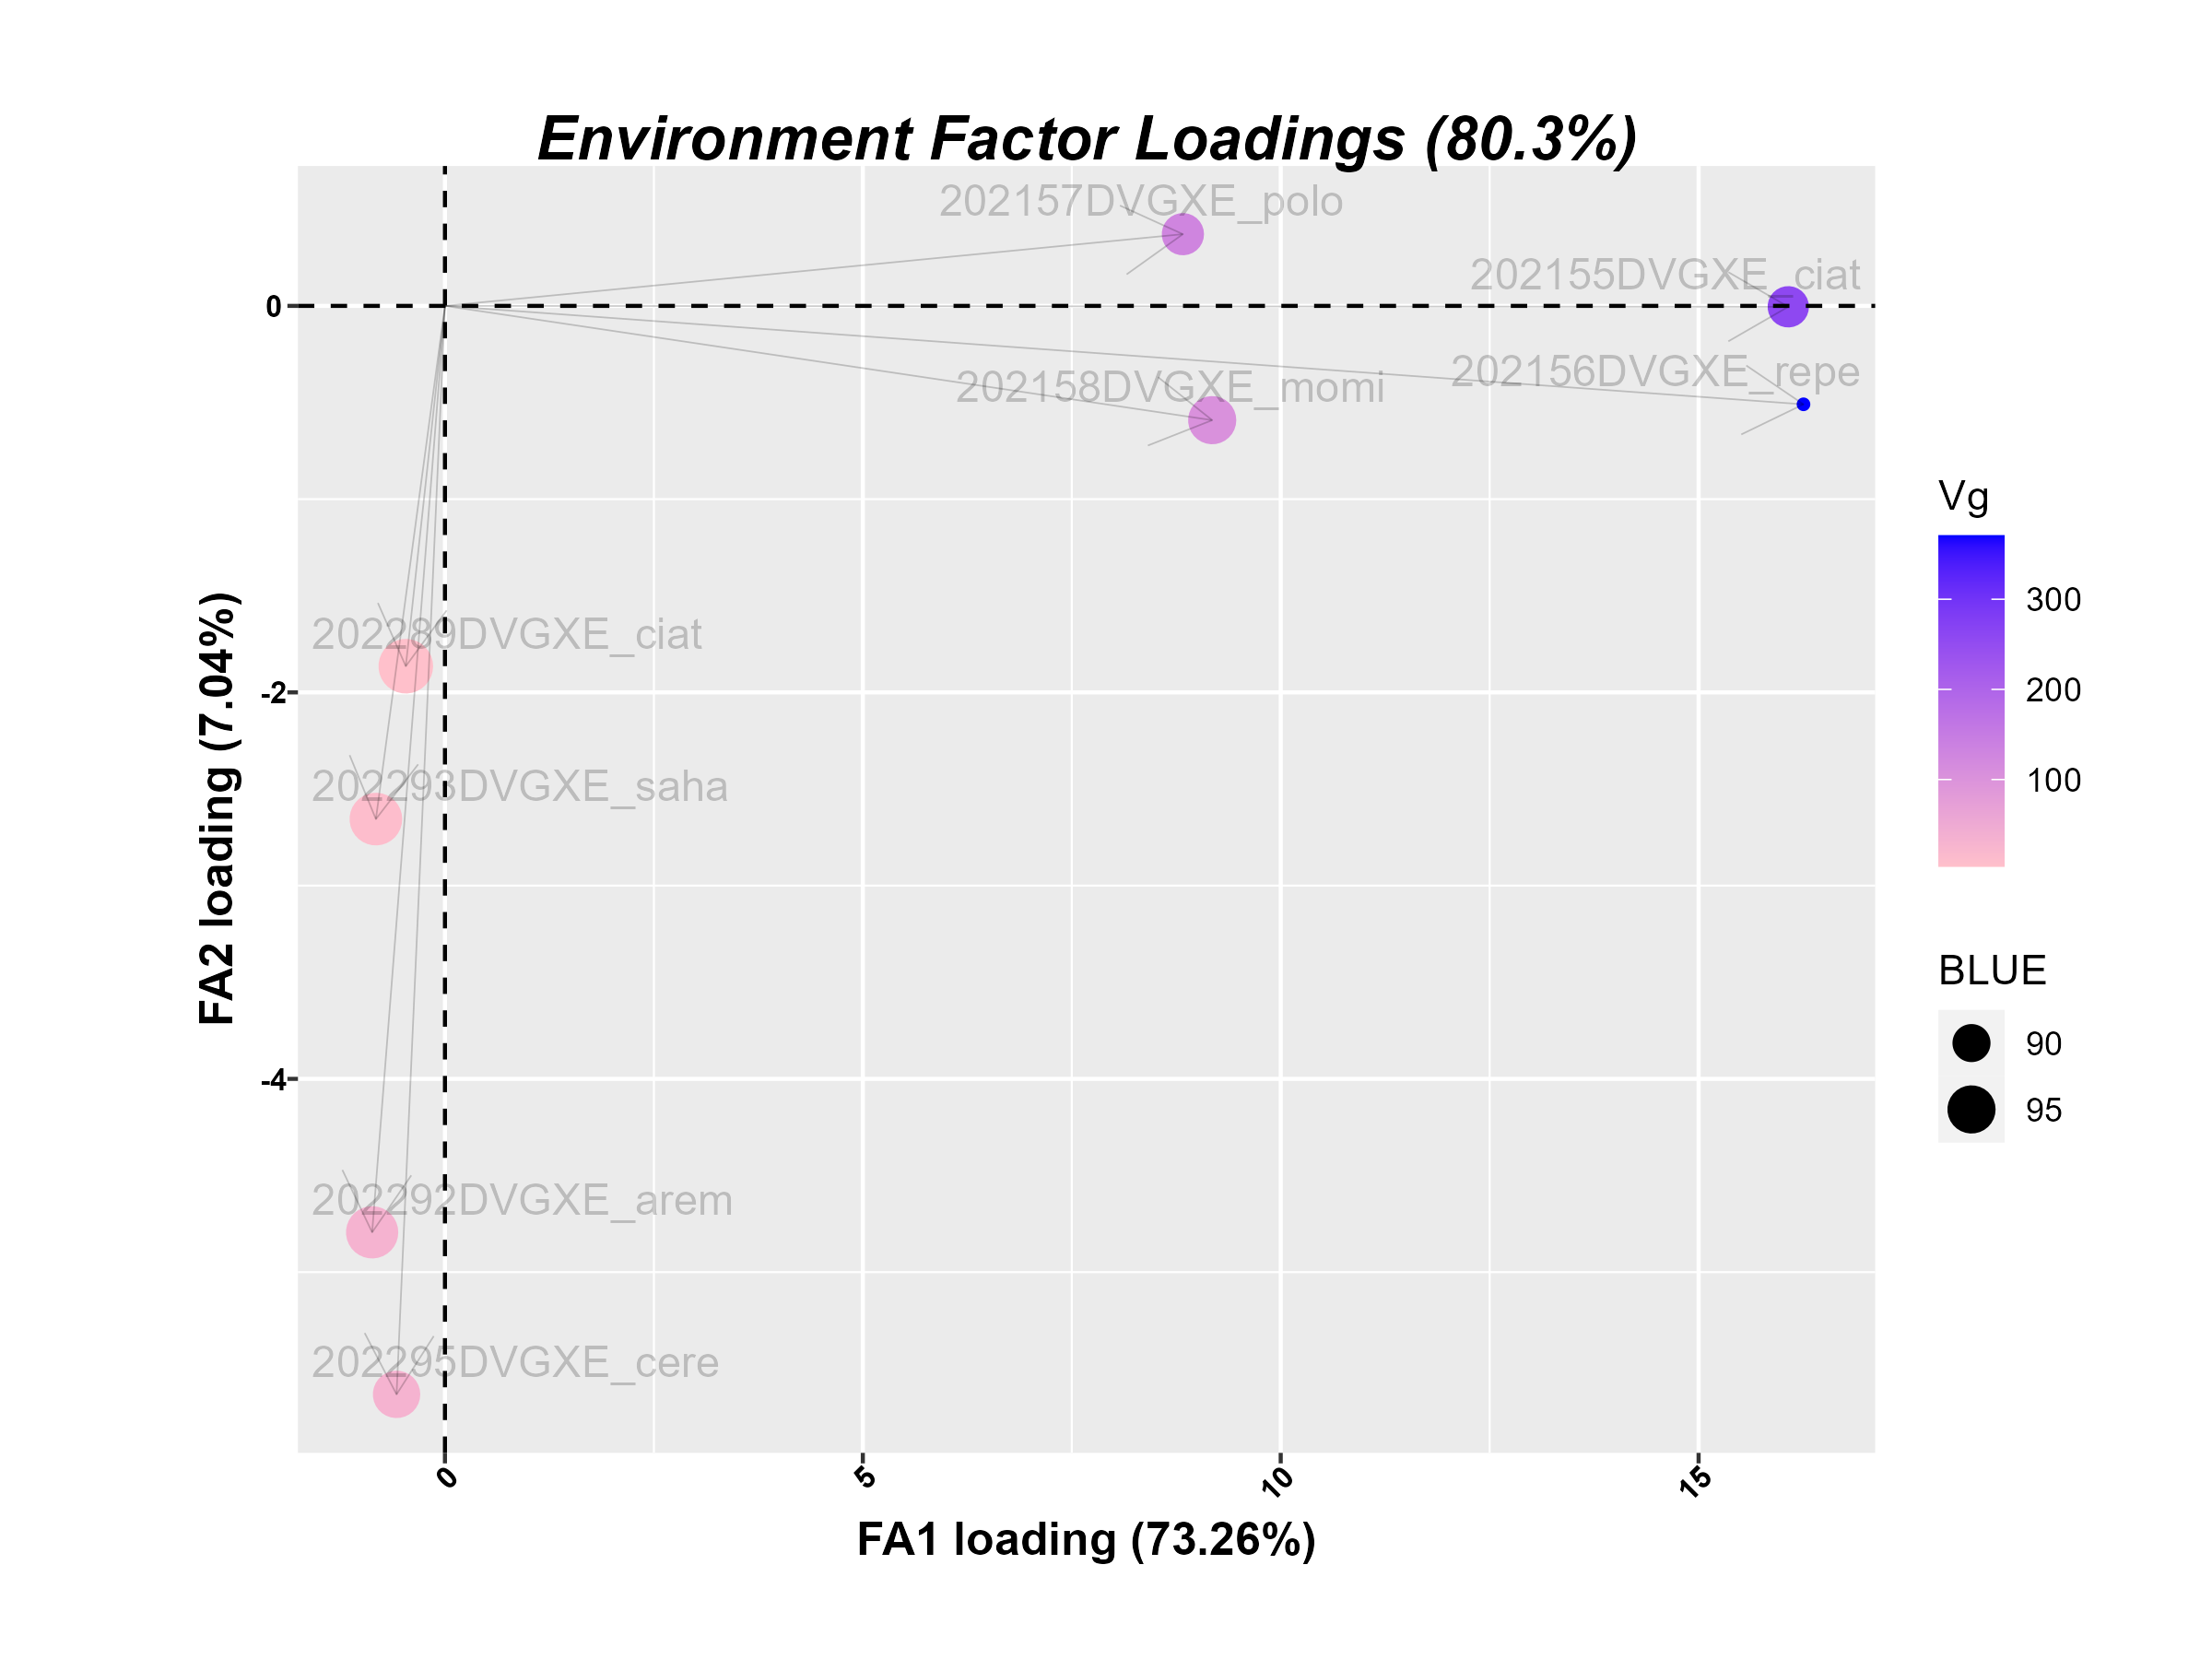 Environment Factor Loadings (80.3%)
202157DVGXE_polo
202155DVGXE_ciat
0
202156DVGXE_repe
202158DVGXE_momi
Vg
300
200
100
FA2 loading (7.04%)
202289DVGXE_ciat
-2
202293DVGXE_saha
BLUE
90
95
-4
202292DVGXE_arem
202295DVGXE_cere
0
5
10
15
FA1 loading (73.26%)